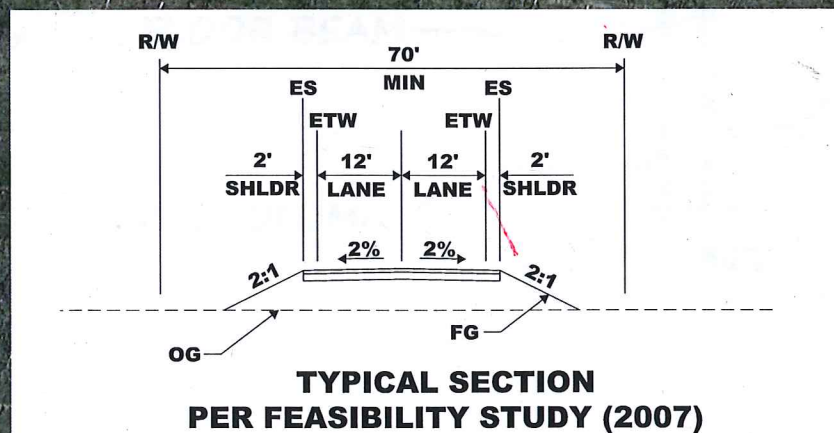 R/W R/W
70'
MIN
ES ES
ETW ETW
2' 12' 12' 2'
SHLDR LANE LANE SHLDR
2% 2%
2:1 2:1
OG FG
TYPICAL SECTION
PER FEASIBILITY STUDY (2007)